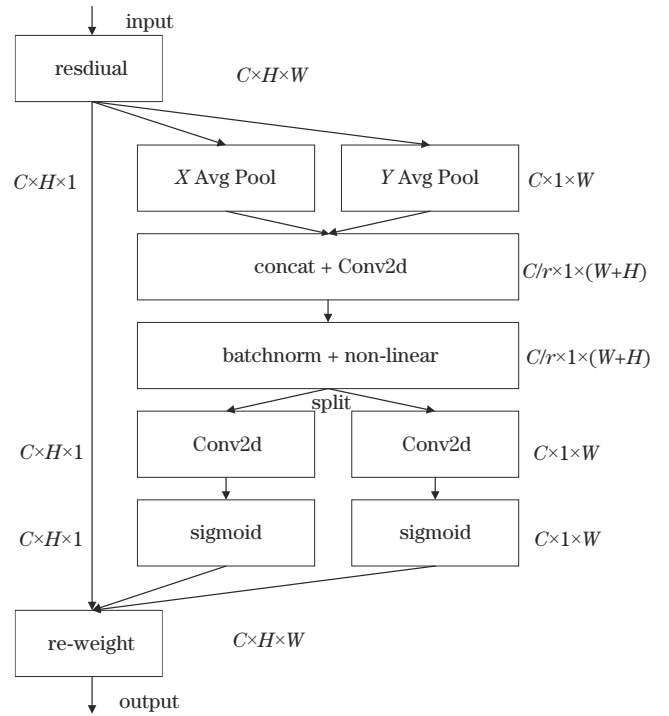 input
resdiual
C×H×W
C×H×1
X Avg Pool
Y Avg Pool
C×1×W
concat + Conv2d
C/r×1×(W+H)
batchnorm + non-linear
C/r×1×(W+H)
split
C×H×1
Conv2d
Conv2d
C×1×W
C×H×1
sigmoid
sigmoid
C×1×W
re-weight
C×H×W
output